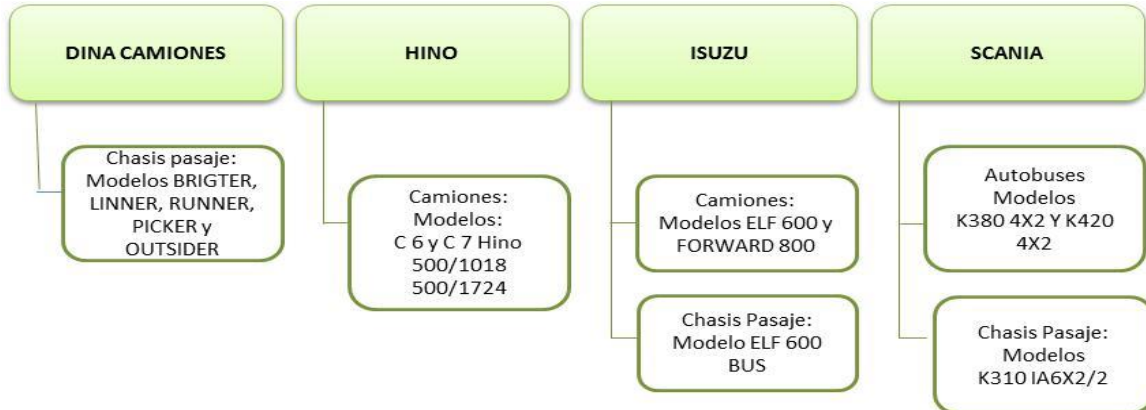 DINA CAMIONES
Chasis pasaje:
Modelos BRIGTER,
LINNER, RUNNER,
PICKER y
OUTSIDER
HINO
Camiones:
Modelos:
C 6 y C 7 Hino
500/1018
500/1724
ISUZU
Camiones:
Modelos ELF 600 y
FORWARD 800
Chasis Pasaje:
Modelo ELF 600
BUS
SCANIA
Autobuses
Modelos
K380 4X2 Y K420
4X2
Chasis Pasaje:
Modelos
K310 IA6X2/2